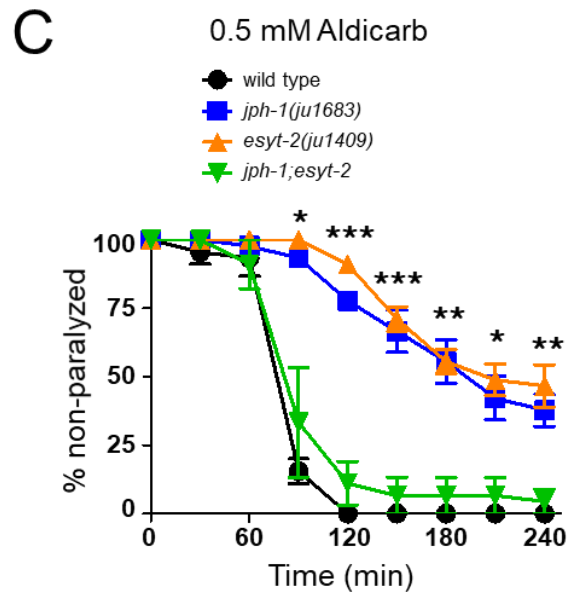 C
0.5 mM Aldicarb
wild type
jph-1(ju1683)
esyt-2(ju1409)
jph-1;esyt-2
* *** *** ** * **
% non-paralyzed
100
75
50
25
0
0 60 120 180 240
Time (min)